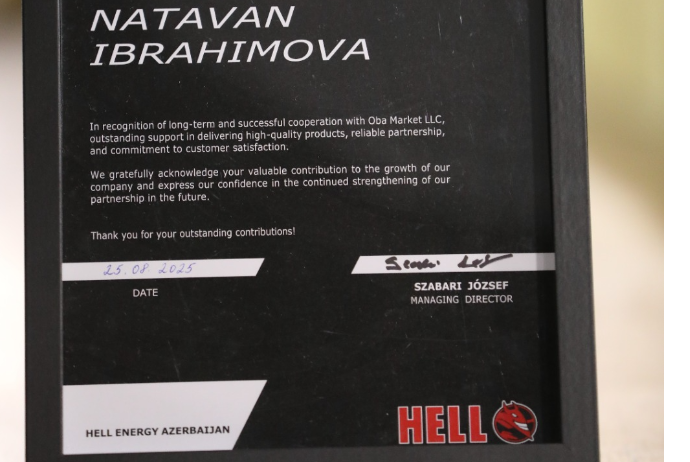 NATAVAN
IBRAHIMOVA
In recognition of long-term and successful cooperation with Oba Market LLC,
outstanding support in delivering high-quality products, reliable partnership,
and commitment to customer satisfaction.
We gratefully acknowledge your valuable contribution to the growth of our
company and express our confidence in the continued strengthening of our
partnership in the future.
Thank you for your outstanding contributions!
25.08.2025
DATE
SZABARI JÓZSEF
MANAGING DIRECTOR
HELL ENERGY AZERBAIJAN
HELL